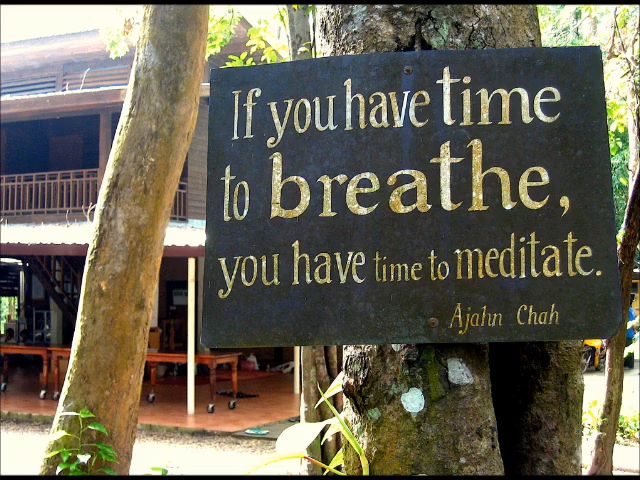 If you have time
to breathe,
you have time to meditate.
Ajahn Chah